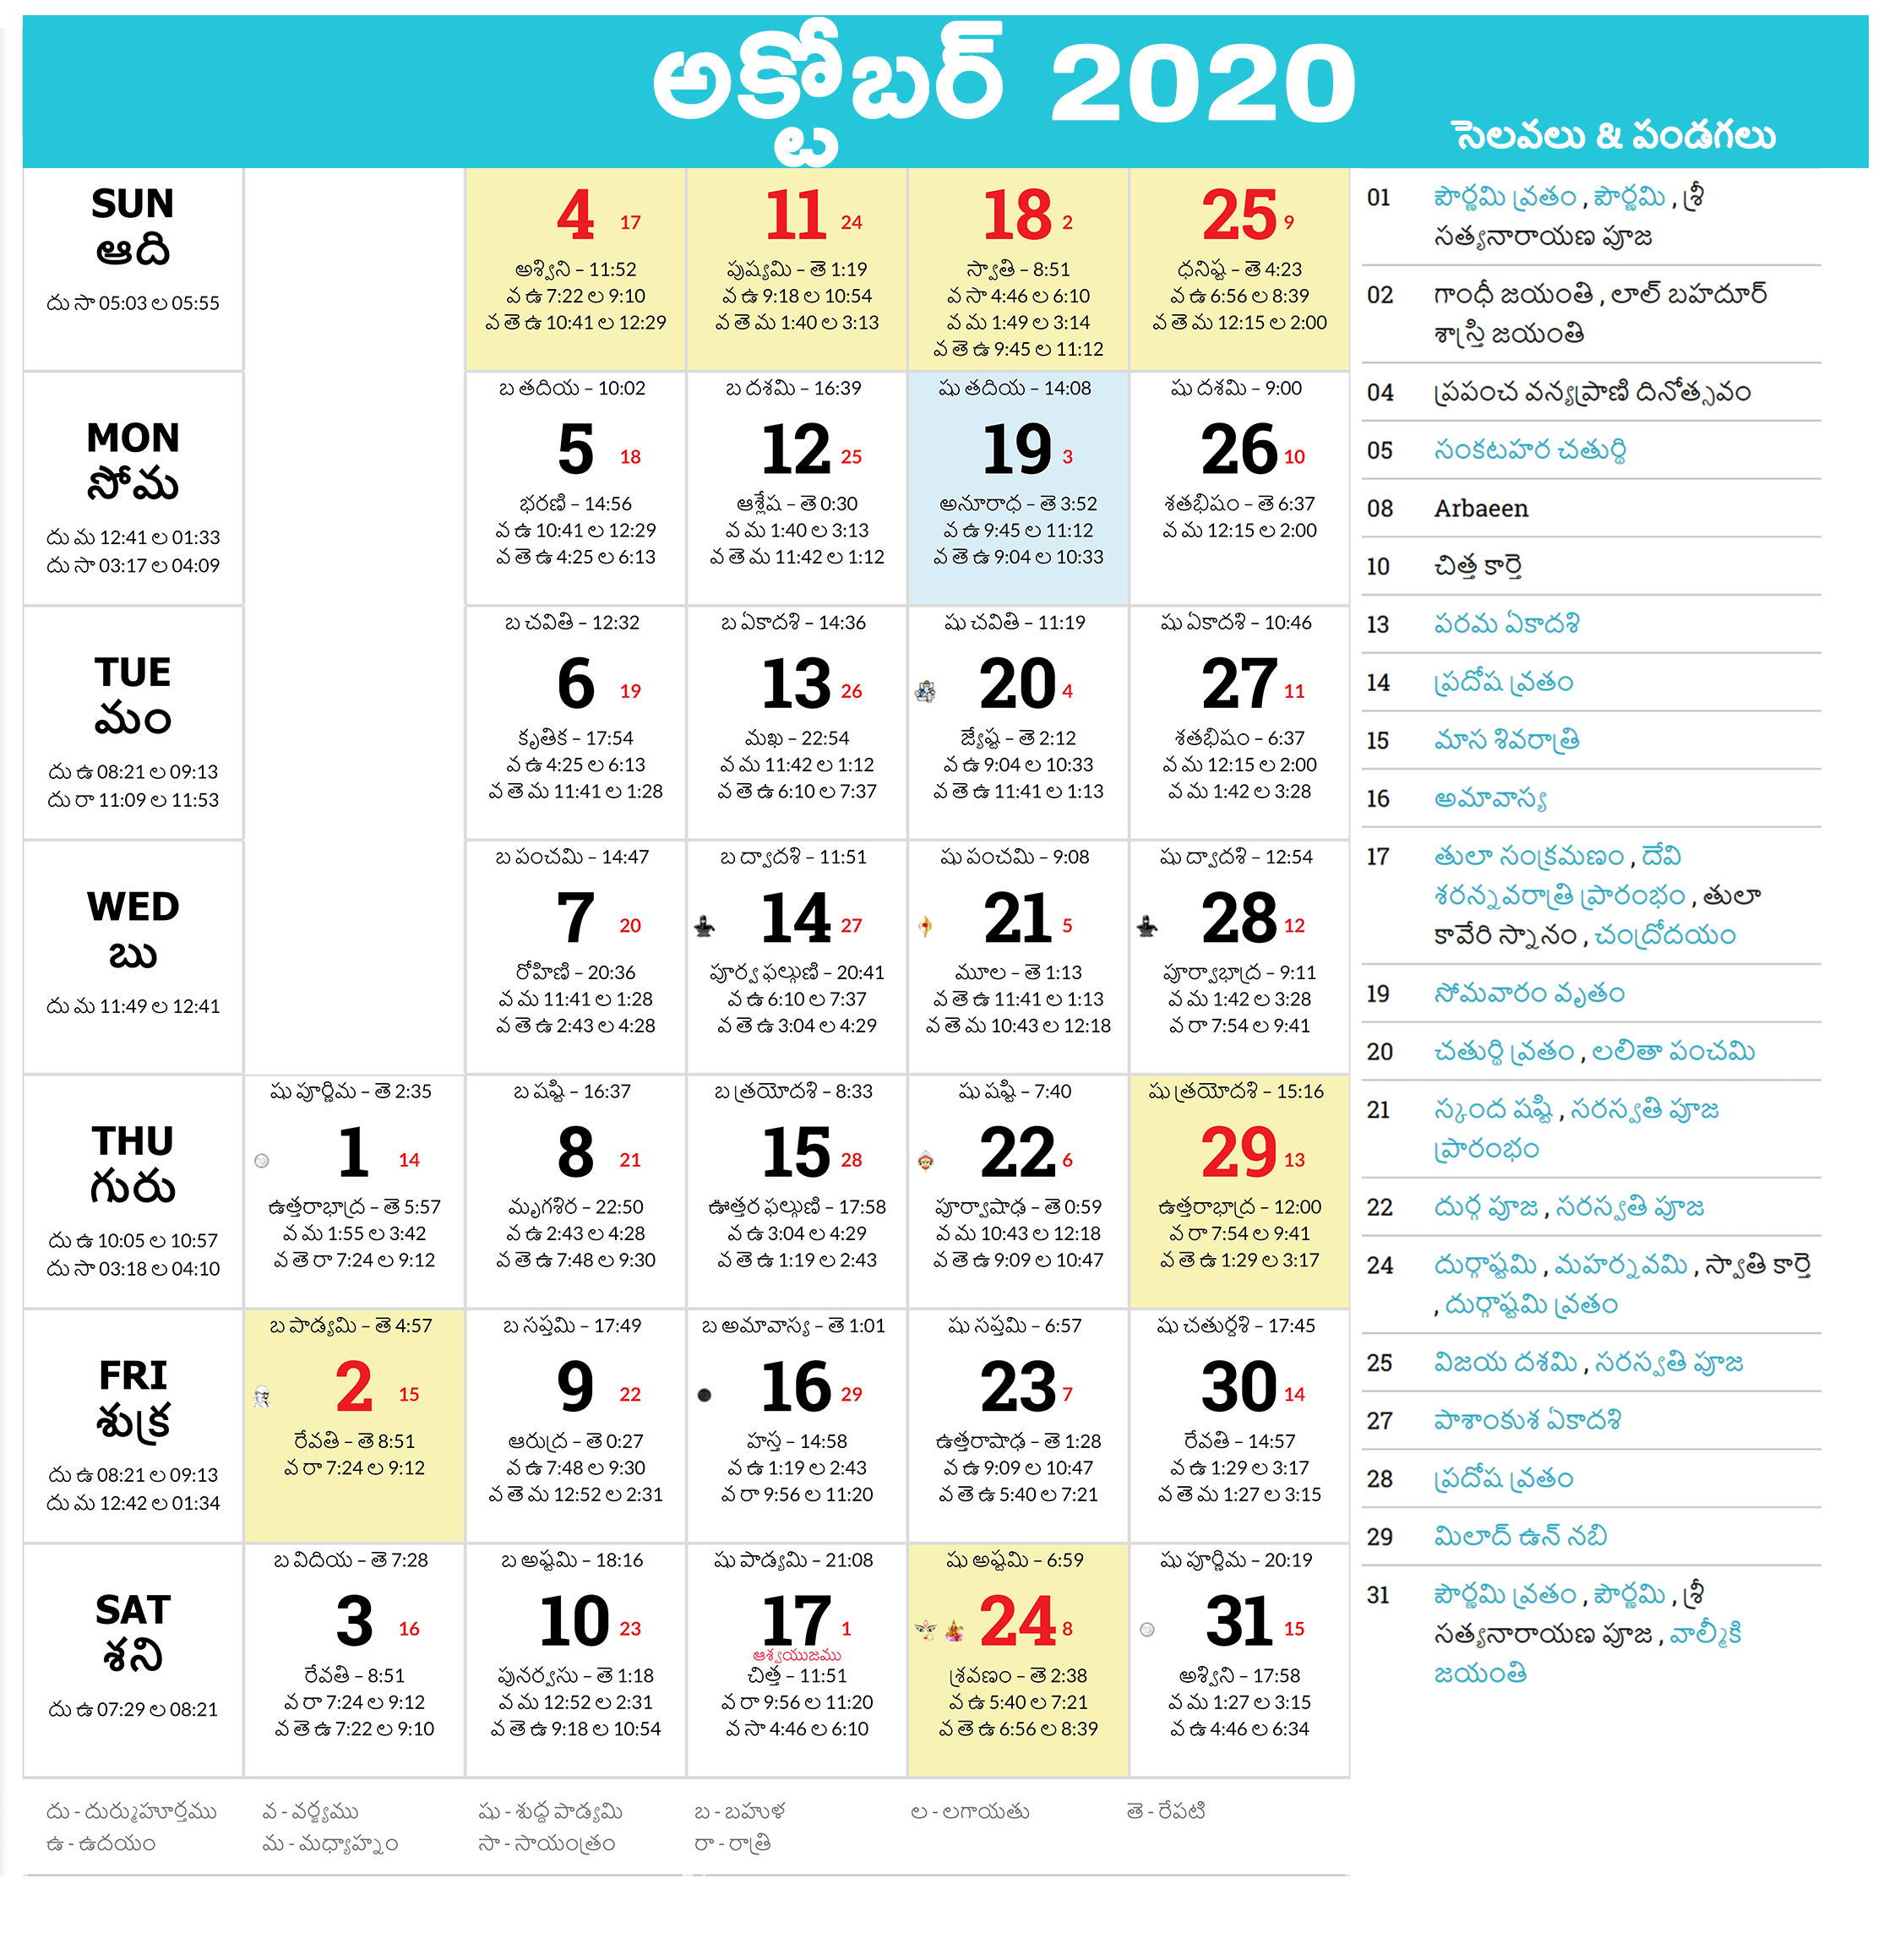 అక్టోబర్ 2020
సెలవలు & పండగలు
SUN
ఆది
దు సా 05:03 ల 05:55
4 17
అశ్విని – 11:52
వ ఉ 7:22 ల 9:10
వ తె ఉ 10:41 ల 12:29
11 24
పుష్యమి – తె 1:19
వ ఉ 9:18 ల 10:54
వ తె మ 1:40 ల 3:13
18 2
స్వాతి – 8:51
వ సా 4:46 ల 6:10
వ మ 1:49 ల 3:14
వ తె ఉ 9:45 ల 11:12
25 9
ధనిష్ట – తె 4:23
వ ఉ 6:56 ల 8:39
వ తె మ 12:15 ల 2:00
MON
సోమ
దు మ 12:41 ల 01:33
దు సా 03:17 ల 04:09
బ తదియ – 10:02
5 18
భరణి – 14:56
వ ఉ 10:41 ల 12:29
వ తె ఉ 4:25 ల 6:13
బ దశమి – 16:39
12 25
ఆశ్లేష – తె 0:30
వ మ 1:40 ల 3:13
వ తె మ 11:42 ల 1:12
షు తదియ – 14:08
19 3
అనూరాధ – తె 3:52
వ ఉ 9:45 ల 11:12
వ తె ఉ 9:04 ల 10:33
షు దశమి – 9:00
26 10
శతభిషం – తె 6:37
వ మ 12:15 ల 2:00
TUE
మం
దు ఉ 08:21 ల 09:13
దు రా 11:09 ల 11:53
బ చవితి – 12:32
6 19
కృతిక – 17:54
వ ఉ 4:25 ల 6:13
వ తె మ 11:41 ల 1:28
బ ఏకాదశి – 14:36
13 26
మఖ – 22:54
వ మ 11:42 ల 1:12
వ తె ఉ 6:10 ల 7:37
షు చవితి – 11:19
20 4
జ్యేష్ట – తె 2:12
వ ఉ 9:04 ల 10:33
వ తె ఉ 11:41 ల 1:13
షు ఏకాదశి – 10:46
27 11
శతభిషం – 6:37
వ మ 12:15 ల 2:00
వ మ 1:42 ల 3:28
WED
బు
దు మ 11:49 ల 12:41
బ పంచమి – 14:47
7 20
రోహిణి – 20:36
వ మ 11:41 ల 1:28
వ తె ఉ 2:43 ల 4:28
బ ద్వాదశి – 11:51
14 27
పూర్వ ఫల్గుణి – 20:41
వ ఉ 6:10 ల 7:37
వ తె ఉ 3:04 ల 4:29
షు పంచమి – 9:08
21 5
మూల – తె 1:13
వ తె ఉ 11:41 ల 1:13
వ తె మ 10:43 ల 12:18
షు ద్వాదశి – 12:54
28 12
పూర్వాభాద్ర – 9:11
వ మ 1:42 ల 3:28
వ రా 7:54 ల 9:41
THU
గురు
దు ఉ 10:05 ల 10:57
దు సా 03:18 ల 04:10
షు పూర్ణిమ – తె 2:35
1 14
ఉత్తరాభాద్ర – తె 5:57
వ మ 1:55 ల 3:42
వ తె రా 7:24 ల 9:12
బ షష్టి – 16:37
8 21
మృగశిర – 22:50
వ ఉ 2:43 ల 4:28
వ తె ఉ 7:48 ల 9:30
బ త్రయోదశి – 8:33
15 28
ఊత్తర ఫల్గుణి – 17:58
వ ఉ 3:04 ల 4:29
వ తె ఉ 1:19 ల 2:43
షు షష్టి – 7:40
22 6
పూర్వాషాఢ – తె 0:59
వ మ 10:43 ల 12:18
వ తె ఉ 9:09 ల 10:47
షు త్రయోదశి – 15:16
29 13
ఉత్తరాభాద్ర – 12:00
వ రా 7:54 ల 9:41
వ తె ఉ 1:29 ల 3:17
FRI
శుక్ర
దు ఉ 08:21 ల 09:13
దు మ 12:42 ల 01:34
బ పాడ్యమి – తె 4:57
2 15
రేవతి – తె 8:51
వ రా 7:24 ల 9:12
బ సప్తమి – 17:49
9 22
ఆరుద్ర – తె 0:27
వ ఉ 7:48 ల 9:30
వ తె మ 12:52 ల 2:31
బ అమావాస్య – తె 1:01
16 29
హస్త – 14:58
వ ఉ 1:19 ల 2:43
వ రా 9:56 ల 11:20
షు సప్తమి – 6:57
23 7
ఉత్తరాషాఢ – తె 1:28
వ ఉ 9:09 ల 10:47
వ తె ఉ 5:40 ల 7:21
షు చతుర్దశి – 17:45
30 14
రేవతి – 14:57
వ ఉ 1:29 ల 3:17
వ తె మ 1:27 ల 3:15
SAT
శని
దు ఉ 07:29 ల 08:21
బ విదియ – తె 7:28
3 16
రేవతి – 8:51
వ రా 7:24 ల 9:12
వ తె ఉ 7:22 ల 9:10
బ అష్టమి – 18:16
10 23
పునర్వసు – తె 1:18
వ మ 12:52 ల 2:31
వ తె ఉ 9:18 ల 10:54
షు పాడ్యమి – 21:08
17 1
ఆశ్వయుజము
చిత్త – 11:51
వ రా 9:56 ల 11:20
వ సా 4:46 ల 6:10
షు అష్టమి – 6:59
24 8
శ్రవణం – తె 2:38
వ ఉ 5:40 ల 7:21
వ తె ఉ 6:56 ల 8:39
షు పూర్ణిమ – 20:19
31 15
అశ్విని – 17:58
వ మ 1:27 ల 3:15
వ ఉ 4:46 ల 6:34
దు - దుర్ముహూర్తము
వ - వర్జ్యము
షు - శుద్ధ పాడ్యమి
బ - బహుళ
ల - లగాయతు
తె - రేపటి
ఉ - ఉదయం
మ - మధ్యాహ్నం
సా - సాయంత్రం
రా - రాత్రి
01 పౌర్ణమి వ్రతం , పౌర్ణమి , శ్రీ
సత్యనారాయణ పూజ
02 గాంధీ జయంతి , లాల్ బహదూర్
శాస్త్రి జయంతి
04 ప్రపంచ వన్యప్రాణి దినోత్సవం
05 సంకటహర చతుర్థి
08 Arbaeen
10 చిత్త కార్తె
13 పరమ ఏకాదశి
14 ప్రదోష వ్రతం
15 మాస శివరాత్రి
16 అమావాస్య
17 తులా సంక్రమణం , దేవి
శరన్నవరాత్రి ప్రారంభం , తులా
కావేరి స్నానం , చంద్రోదయం
19 సోమవారం వృతం
20 చతుర్థి వ్రతం , లలితా పంచమి
21 స్కంద షష్టి , సరస్వతి పూజ
ప్రారంభం
22 దుర్గ పూజ , సరస్వతి పూజ
24 దుర్గాష్టమి , మహర్నవమి , స్వాతి కార్తె
, దుర్గాష్టమి వ్రతం
25 విజయ దశమి , సరస్వతి పూజ
27 పాశాంకుశ ఏకాదశి
28 ప్రదోష వ్రతం
29 మిలాద్ ఉన్ నబి
31 పౌర్ణమి వ్రతం , పౌర్ణమి , శ్రీ
సత్యనారాయణ పూజ , వాల్మీకి
జయంతి